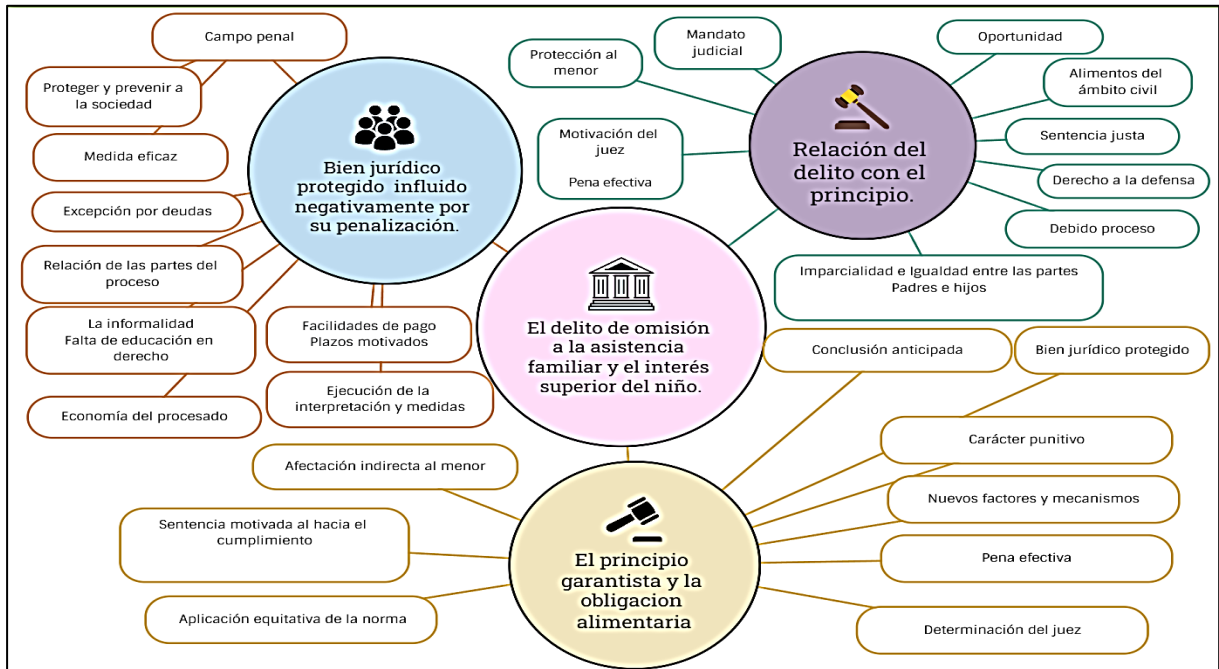 Campo penal
Proteger y prevenir a
la sociedad
Medida eficaz
Excepción por deudas
Relación de las partes del
proceso
La informalidad
Falta de educación en
derecho
Economía del procesado
Facilidades de pago
Plazos motivados
Ejecución de la
interpretación y medidas
Bien jurídico
protegido influido
negativamente por
su penalización.
Protección al
menor
Mandato
judicial
Motivación del
juez
Pena efectiva
Oportunidad
Alimentos del
ámbito civil
Sentencia justa
Derecho a la defensa
Debido proceso
Imparcialidad e Igualdad entre las partes
Padres e hijos
Relación del
delito con el
principio.
El delito de omisión
a la asistencia
familiar y el interés
superior del niño.
Conclusión anticipada
Bien jurídico protegido
Carácter punitivo
Nuevos factores y mecanismos
Pena efectiva
Determinación del juez
Afectación indirecta al menor
Sentencia motivada al hacia el
cumplimiento
Aplicación equitativa de la norma
El principio
garantista y la
obligacion
alimentaria